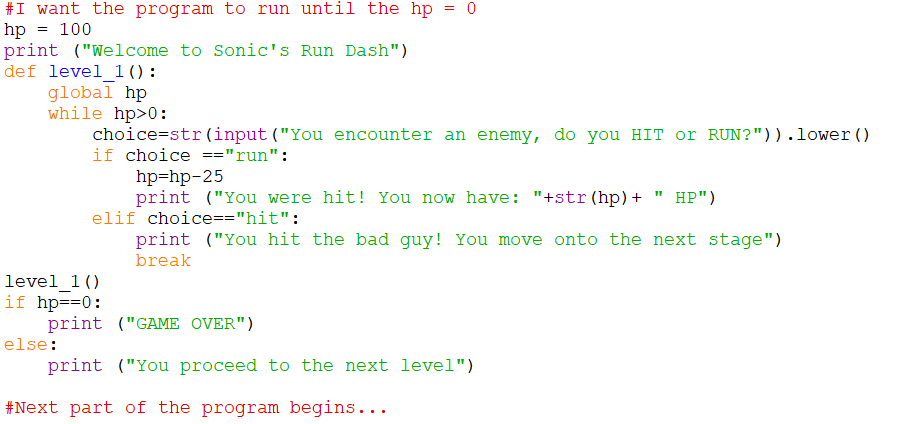 #I want the program to run until the hp = 0
hp = 100
print ("Welcome to Sonic's Run Dash")
def level_1():
    global hp
    while hp>0:
        choice=str(input("You encounter an enemy, do you HIT or RUN?")).lower()
        if choice =="run":
            hp=hp-25
            print ("You were hit! You now have: "+str(hp)+ " HP")
        elif choice=="hit":
            print ("You hit the bad guy! You move onto the next stage")
            break
level_1()
if hp==0:
    print ("GAME OVER")
else:
    print ("You proceed to the next level")

#Next part of the program begins...